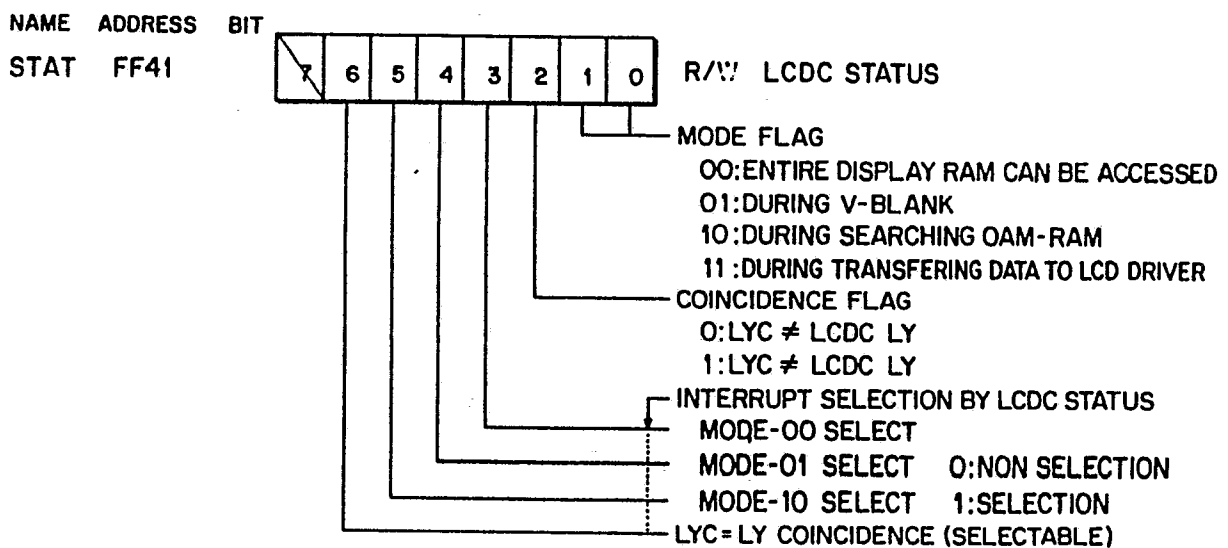 NAME ADDRESS BIT
STAT FF41 7 6 5 4 3 2 1 0 R/W LCDC STATUS
MODE FLAG
00:ENTIRE DISPLAY RAM CAN BE ACCESSED
01:DURING V-BLANK
10:DURING SEARCHING OAM-RAM
11:DURING TRANSFERING DATA TO LCD DRIVER
COINCIDENCE FLAG
0:LYC ≠ LCDC LY
1:LYC ≠ LCDC LY
INTERRUPT SELECTION BY LCDC STATUS
MODE-00 SELECT
MODE-01 SELECT 0:NON SELECTION
MODE-10 SELECT 1:SELECTION
LYC=LY COINCIDENCE (SELECTABLE)